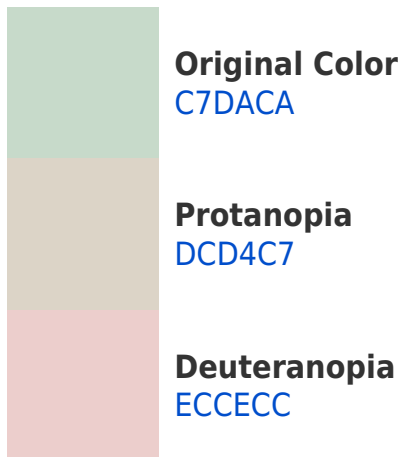 Original Color
C7DACA
Protanopia
DCD4C7
Deuteranopia
ECCECC